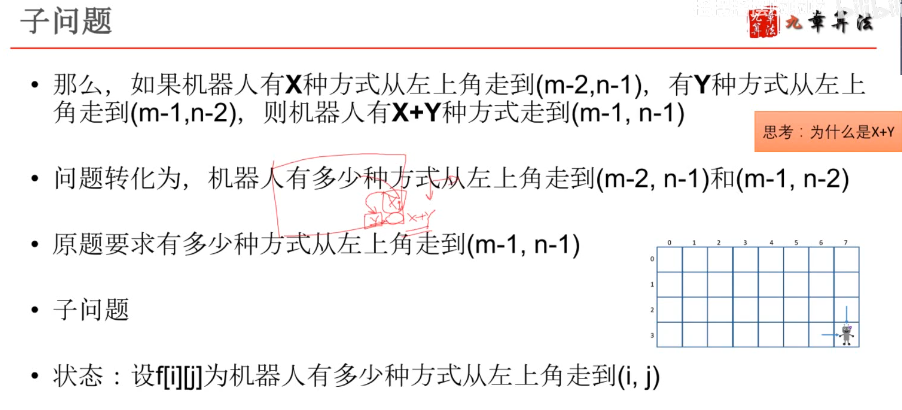 子问题
九章算法
• 那么，如果机器人有X种方式从左上角走到(m-2,n-1)，有Y种方式从左上
角走到(m-1,n-2)，则机器人有X+Y种方式走到(m-1, n-1)
思考：为什么是X+Y
• 问题转化为，机器人有多少种方式从左上角走到(m-2, n-1)和(m-1, n-2)
X
Y
X+Y
• 原题要求有多少种方式从左上角走到(m-1, n-1)
0 1 2 3 4 5 6 7
0
1
2
3
• 子问题
• 状态：设f[i][j]为机器人有多少种方式从左上角走到(i, j)